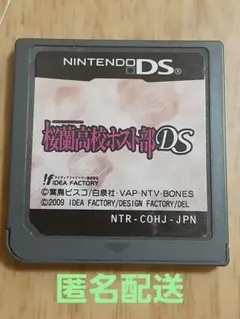 NINTENDO DS
桜蘭高校ホスト部DS
IDEA FACTORY
©葉鳥ビスコ/白泉社・VAP・NTV・BONES
©2009 IDEA FACTORY/DESIGN FACTORY/DEL
NTR-COHJ-JPN
匿名配送